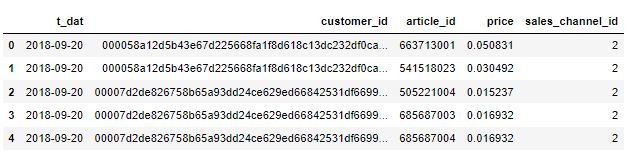 t_dat customer_id article_id price sales_channel_id
0 2018-09-20 000058a12d5b43e67d225668fa1f8d618c13dc232df0ca... 663713001 0.050831 2
1 2018-09-20 000058a12d5b43e67d225668fa1f8d618c13dc232df0ca... 541518023 0.030492 2
2 2018-09-20 00007d2de826758b65a93dd24ce629ed66842531df6699... 505221004 0.015237 2
3 2018-09-20 00007d2de826758b65a93dd24ce629ed66842531df6699... 685687003 0.016932 2
4 2018-09-20 00007d2de826758b65a93dd24ce629ed66842531df6699... 685687004 0.016932 2